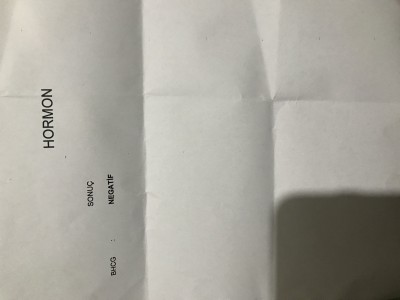 HORMON
SONUÇ
BHCG : NEGATİF